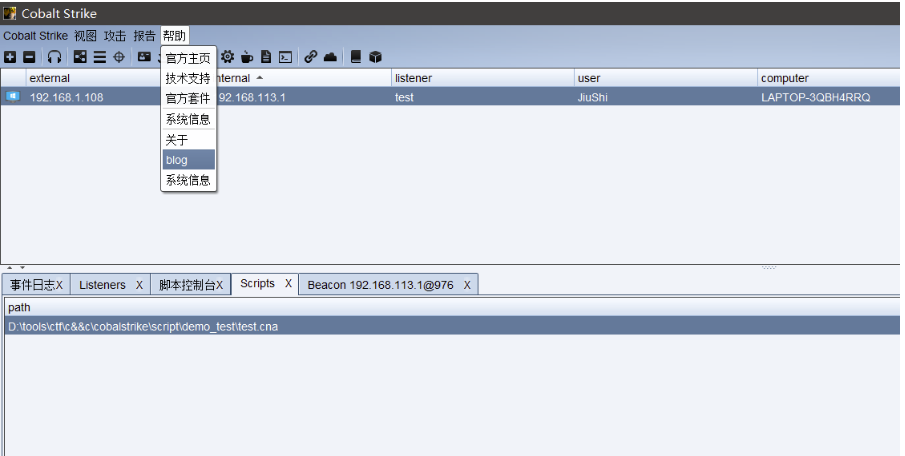 Cobalt Strike
Cobalt Strike 视图 攻击 报告 帮助
官方主页
技术支持
官方套件
系统信息
关于
blog
系统信息
external internal listener user computer
192.168.1.108 192.168.113.1 test JiuShi LAPTOP-3QBH4RRQ
事件日志X Listeners X 脚本控制台X Scripts X Beacon 192.168.113.1@976 X
path
D:\tools\ctf\c&&c\cobalstrike\script\demo_test\test.cna